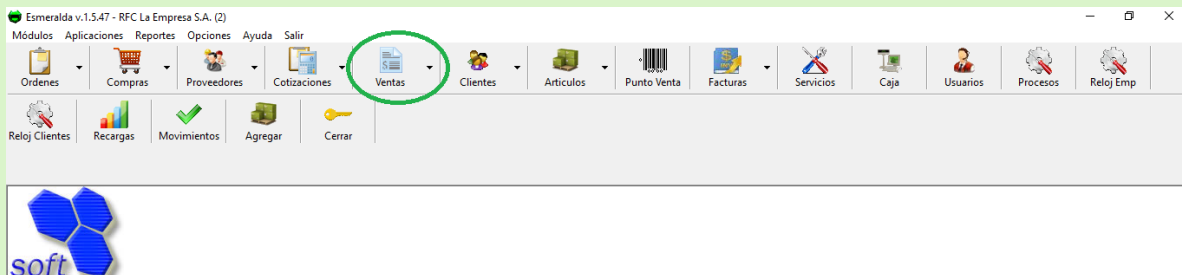 Esmeralda v.1.5.47 - RFC La Empresa S.A. (2)
Módulos Aplicaciones Reportes Opciones Ayuda Salir
Ordenes Compras Proveedores Cotizaciones Ventas Clientes Articulos Punto Venta Facturas Servicios Caja Usuarios Procesos Reloj Emp
Reloj Clientes Recargas Movimientos Agregar Cerrar
soft